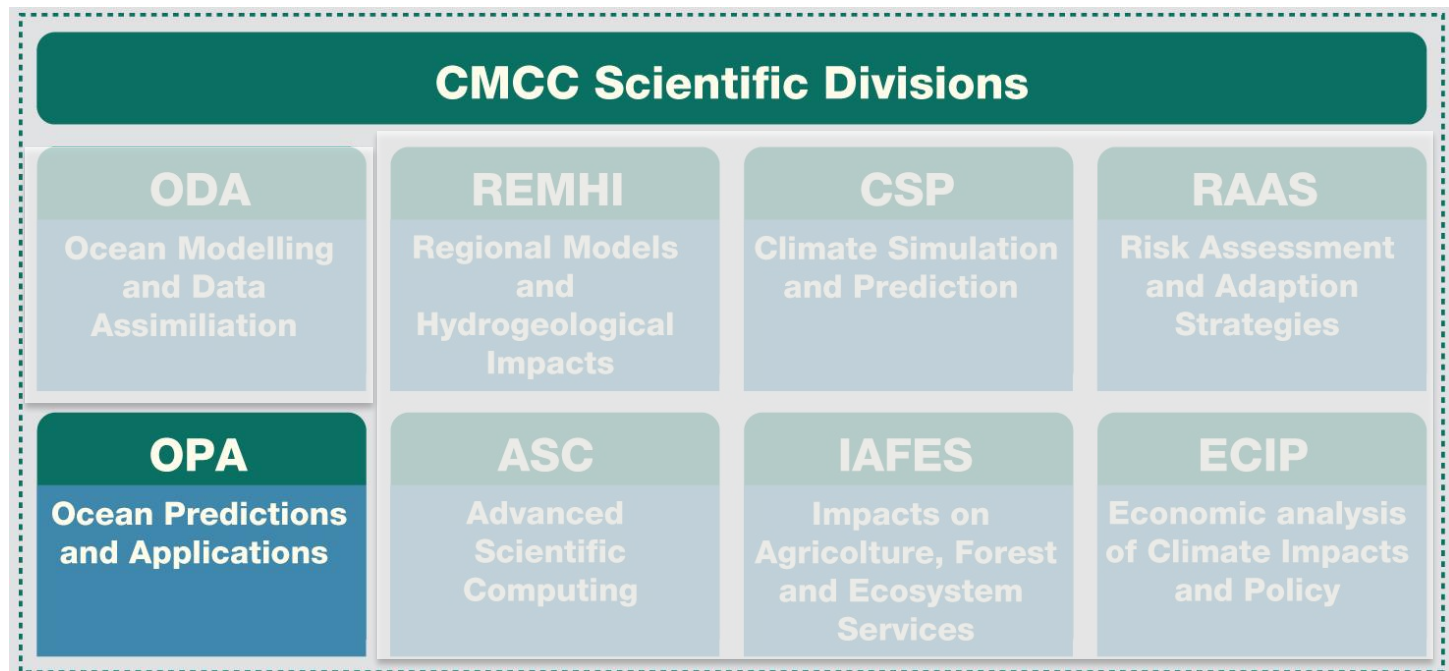 CMCC Scientific Divisions
ODA
Ocean Modelling
and Data
Assimiliation
REMHI
Regional Models
and
Hydrogeological
Impacts
CSP
Climate Simulation
and Prediction
RAAS
Risk Assessment
and Adaption
Strategies
OPA
Ocean Predictions
and Applications
ASC
Advanced
Scientific
Computing
IAFES
Impacts on
Agricolture, Forest
and Ecosystem
Services
ECIP
Economic analysis
of Climate Impacts
and Policy